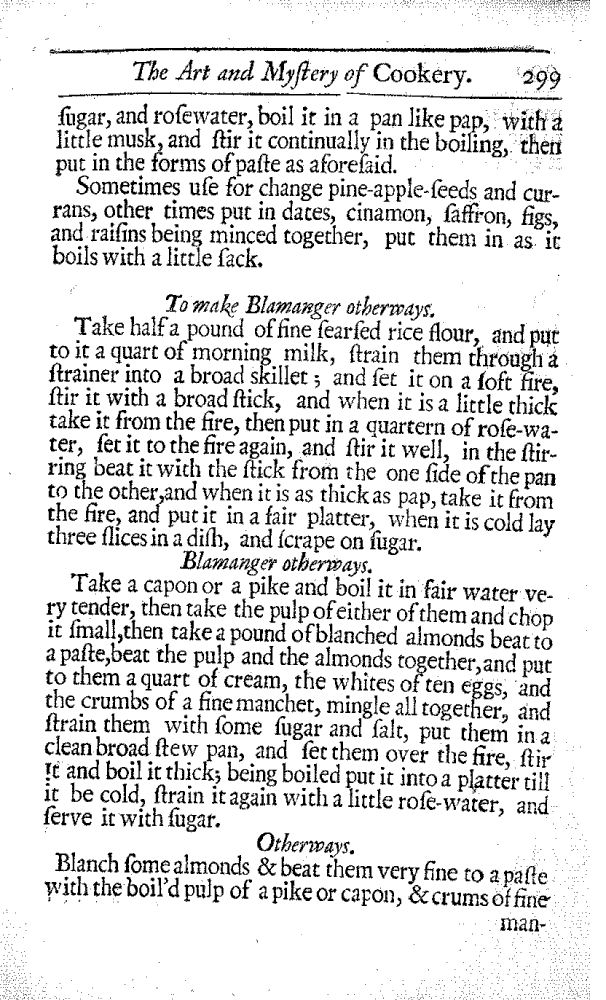 The Art and Myſtery of Cookery. 299
ſugar, and roſewater, boil it in a pan like pap, with a
little musk, and ſtir it continually in the boiling, then
put in the forms of paſte as aforeſaid.
Sometimes uſe for change pine-apple-ſeeds and cur-
rans, other times put in dates, cinamon, ſaffron, figs,
and raiſins being minced together, put them in as it
boils with a little ſack.
To make Blamanger otherways.
Take half a pound of fine ſearſed rice flour, and put
to it a quart of morning milk, ſtrain them through a
ſtrainer into a broad skillet; and ſet it on a ſoft fire,
ſtir it with a broad ſtick, and when it is a little thick
take it from the fire, then put in a quartern of roſe-wa-
ter, ſet it to the fire again, and ſtir it well, in the ſtir-
ring beat it with the ſtick from the one ſide of the pan
to the other,and when it is as thick as pap, take it from
the fire, and put it in a fair platter, when it is cold lay
three ſlices in a diſh, and ſcrape on ſugar.
Blamanger otherways.
Take a capon or a pike and boil it in fair water ve-
ry tender, then take the pulp of either of them and chop
it ſmall,then take a pound of blanched almonds beat to
a paſte,beat the pulp and the almonds together,and put
to them a quart of cream, the whites of ten eggs, and
the crumbs of a fine manchet, mingle all together, and
ſtrain them with ſome ſugar and ſalt, put them in a
clean broad ſtew pan, and ſet them over the fire, ſtir
it and boil it thick; being boiled put it into a platter till
it be cold, ſtrain it again with a little roſe-water, and
ſerve it with ſugar.
Otherways.
Blanch ſome almonds & beat them very fine to a paſte
with the boil'd pulp of a pike or capon, & crums of fine
man-